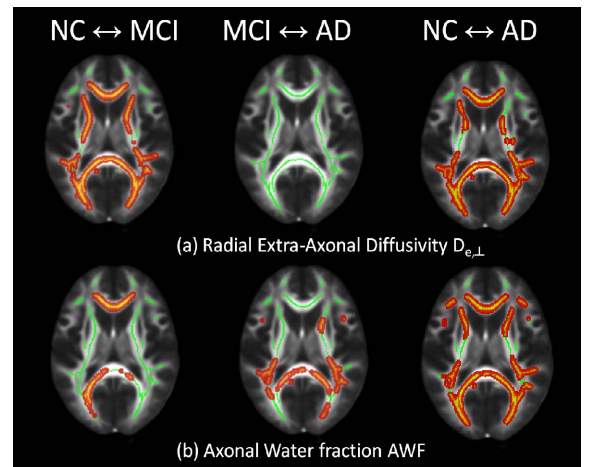 NC ↔ MCI MCI ↔ AD NC ↔ AD
(a) Radial Extra-Axonal Diffusivity Dₑ,⊥
(b) Axonal Water fraction AWF